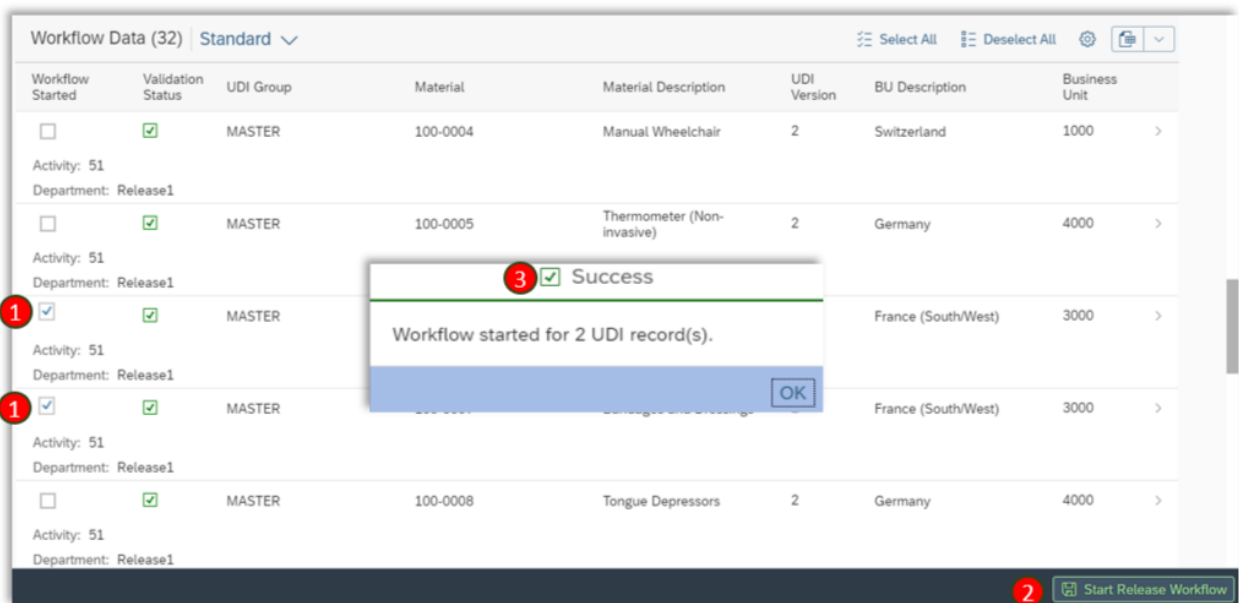 Workflow Data (32) Standard Select All Deselect All
Workflow Started Validation Status UDI Group Material Material Description UDI Version BU Description Business Unit
MASTER 100-0004 Manual Wheelchair 2 Switzerland 1000
Activity: 51
Department: Release1
MASTER 100-0005 Thermometer (Non-invasive) 2 Germany 4000
Activity: 51
Department: Release1
3 Success
1 MASTER France (South/West) 3000
Workflow started for 2 UDI record(s).
Activity: 51
Department: Release1
OK
1 MASTER France (South/West) 3000
Activity: 51
Department: Release1
MASTER 100-0008 Tongue Depressors 2 Germany 4000
Activity: 51
Department: Release1
2 Start Release Workflow